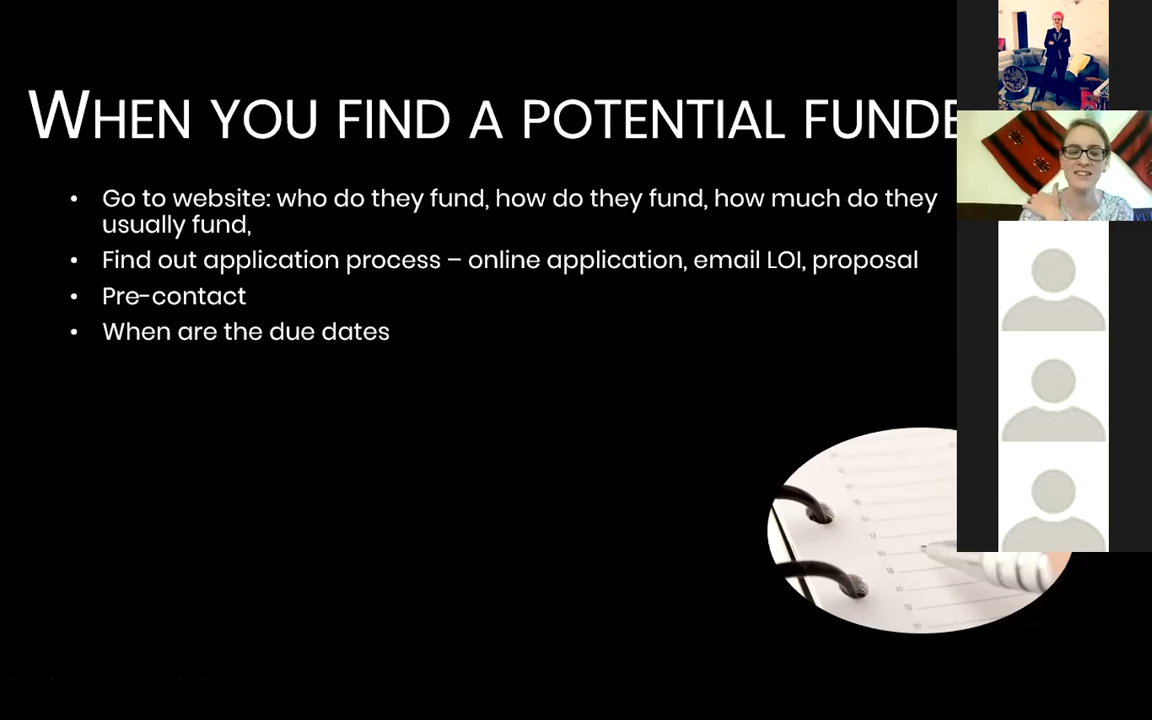 WHEN YOU FIND A POTENTIAL FUNDE
• Go to website: who do they fund, how do they fund, how much do they
usually fund,
• Find out application process – online application, email LOI, proposal
• Pre-contact
• When are the due dates